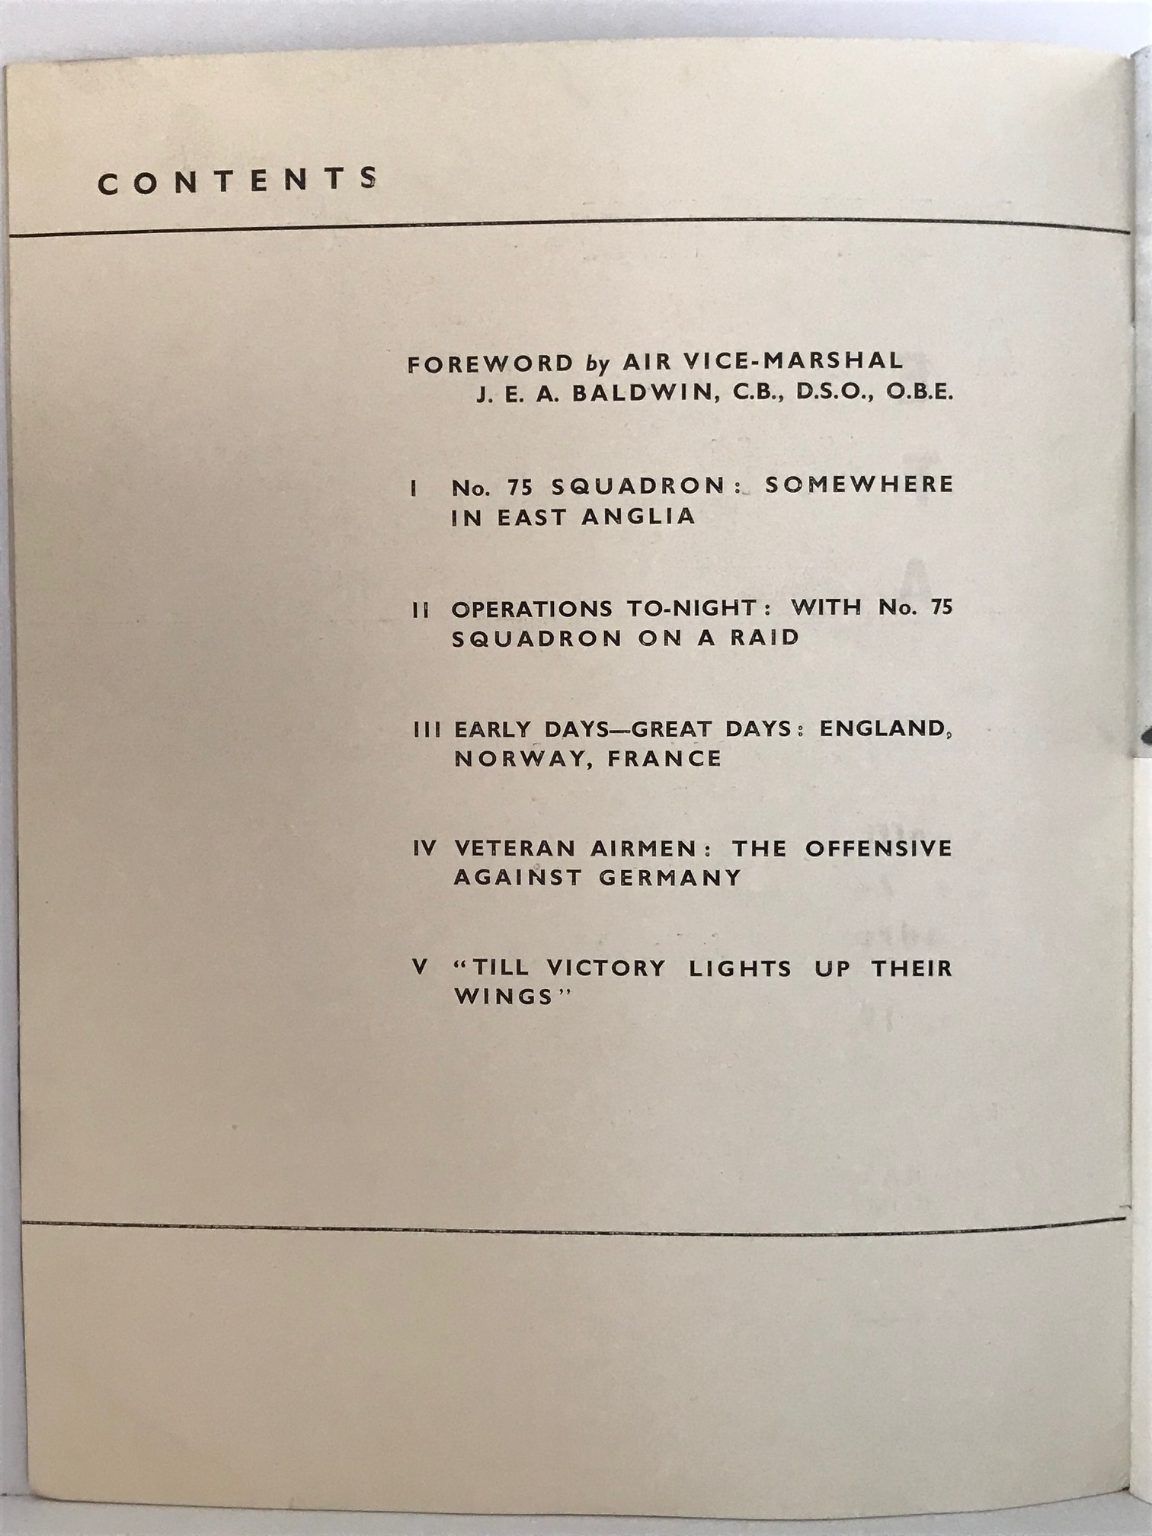 CONTENTS
FOREWORD by AIR VICE-MARSHAL
J. E. A. BALDWIN, C.B., D.S.O., O.B.E.
I No. 75 SQUADRON: SOMEWHERE
IN EAST ANGLIA
II OPERATIONS TO-NIGHT: WITH No. 75
SQUADRON ON A RAID
III EARLY DAYS—GREAT DAYS: ENGLAND,
NORWAY, FRANCE
IV VETERAN AIRMEN: THE OFFENSIVE
AGAINST GERMANY
V “TILL VICTORY LIGHTS UP THEIR
WINGS”